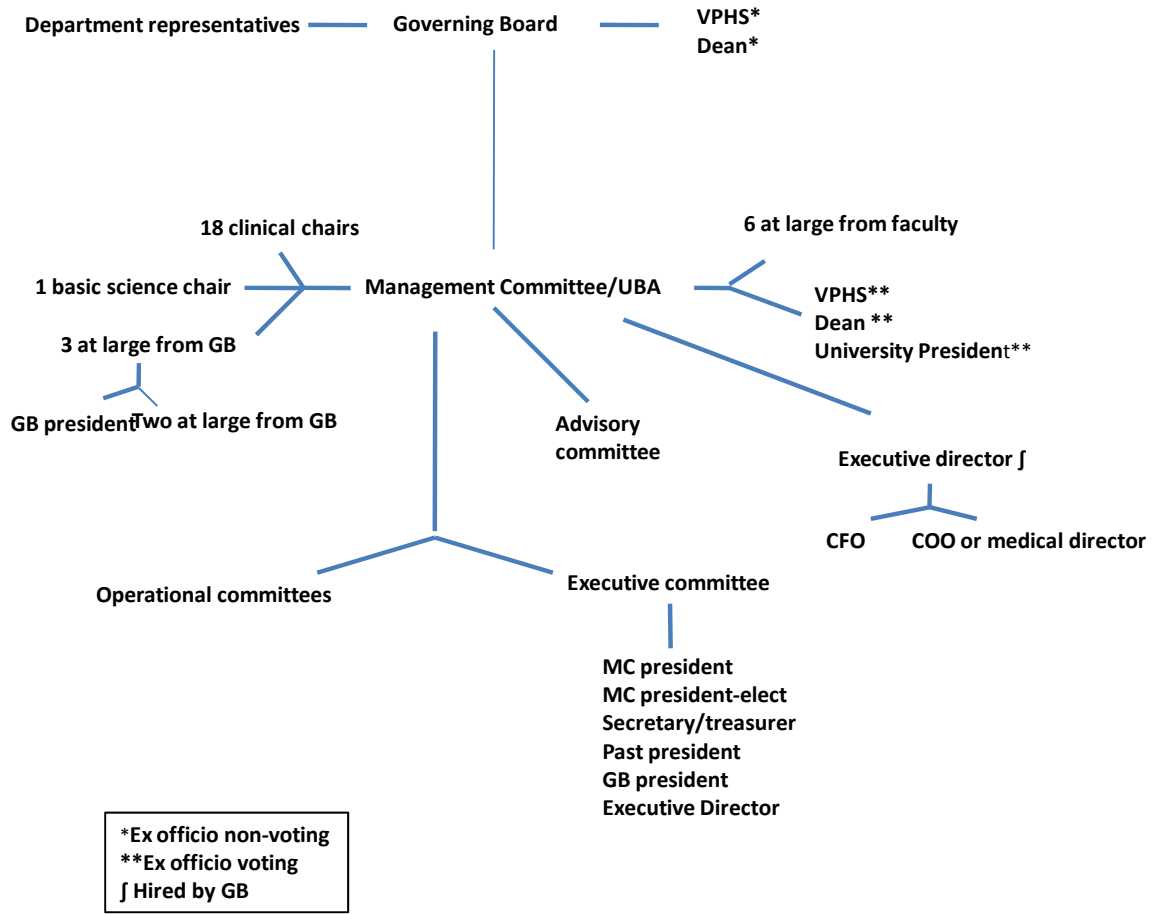 Department representatives
Governing Board
VPHS*
Dean*
18 clinical chairs
6 at large from faculty
1 basic science chair
Management Committee/UBA
VPHS**
Dean **
University President**
3 at large from GB
GB president
Two at large from GB
Advisory
committee
Executive director ʃ
CFO
COO or medical director
Operational committees
Executive committee
MC president
MC president-elect
Secretary/treasurer
Past president
GB president
Executive Director
*Ex officio non-voting
**Ex officio voting
ʃ Hired by GB